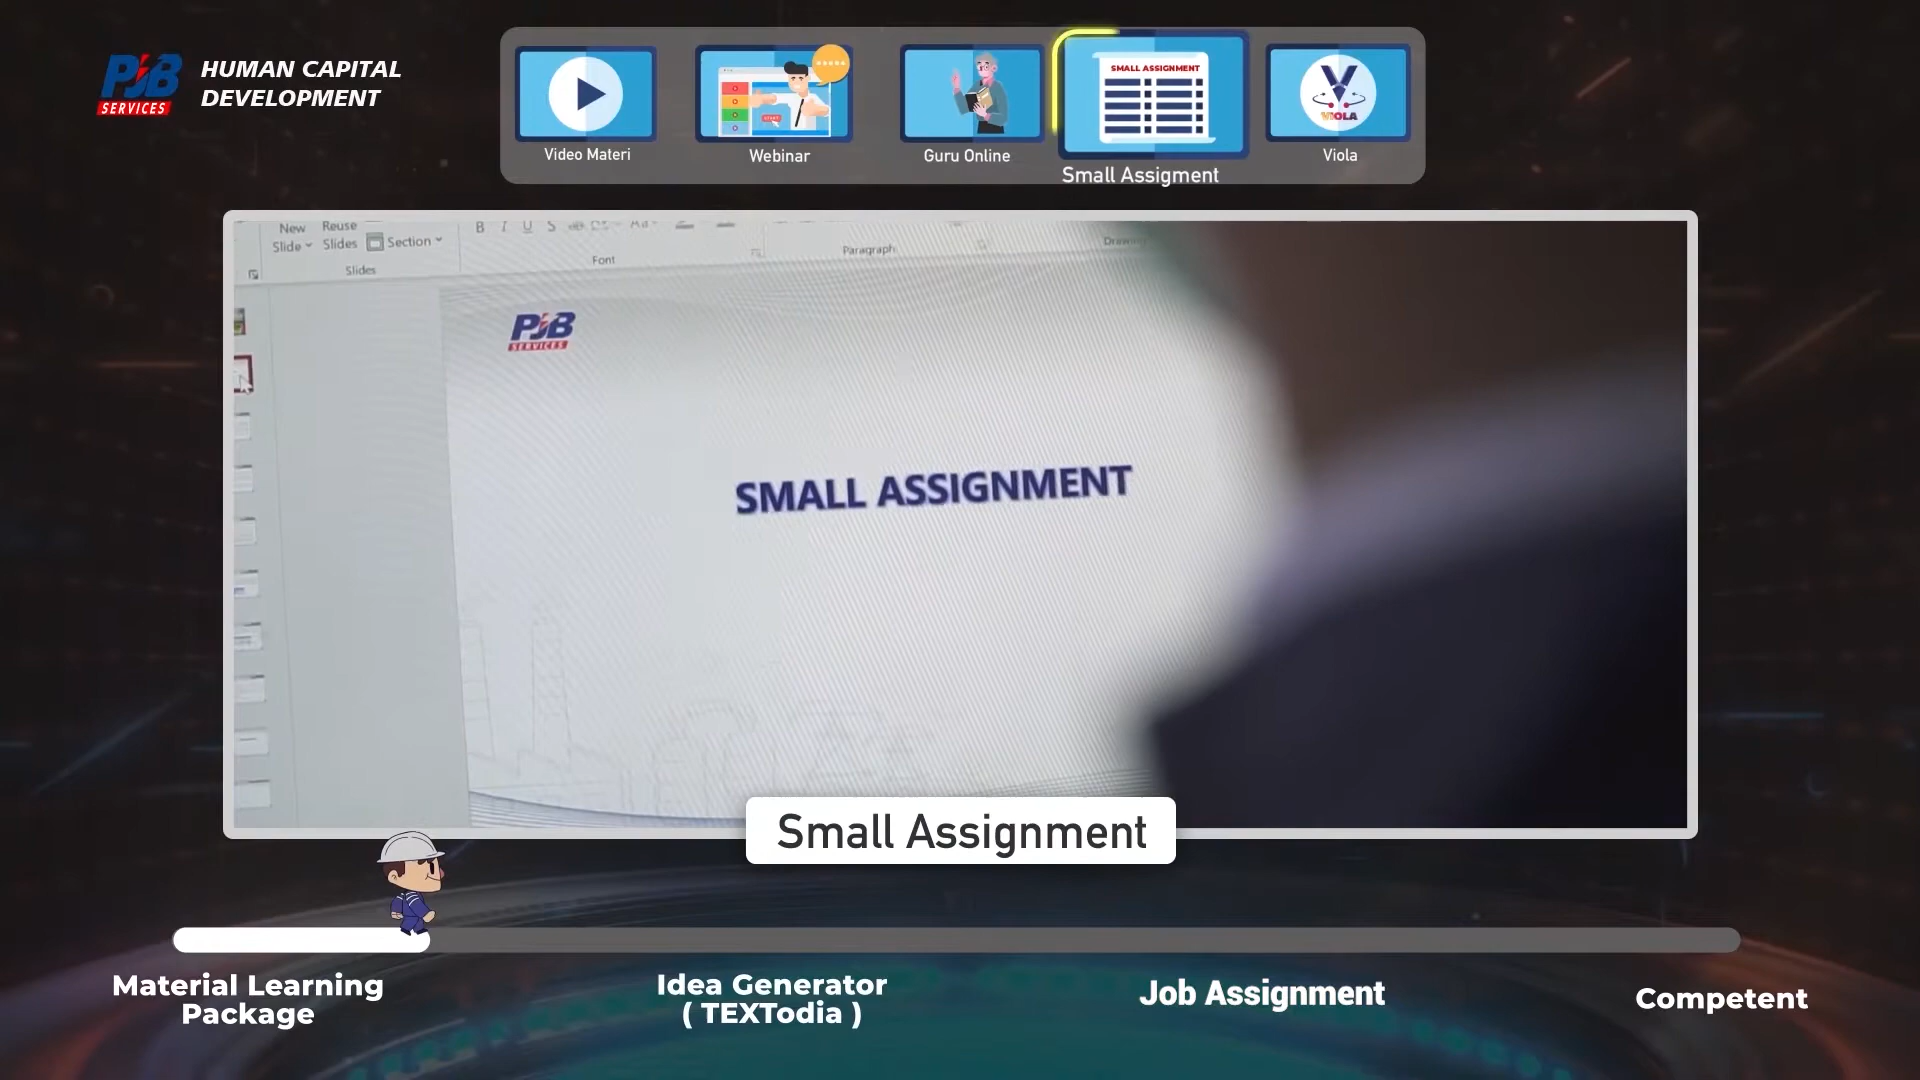 PJB
SERVICES
HUMAN CAPITAL
DEVELOPMENT
SMALL ASSIGNMENT
VIOLA
Video Materi
Webinar
Guru Online
Small Assigment
Viola
New
Slide
Reuse
Slides
Section
Slides
B I U S
Font
Paragraph
Drawing
PJB
SERVICES
SMALL ASSIGNMENT
Small Assignment
Material Learning
Package
Idea Generator
( TEXTodia )
Job Assignment
Competent